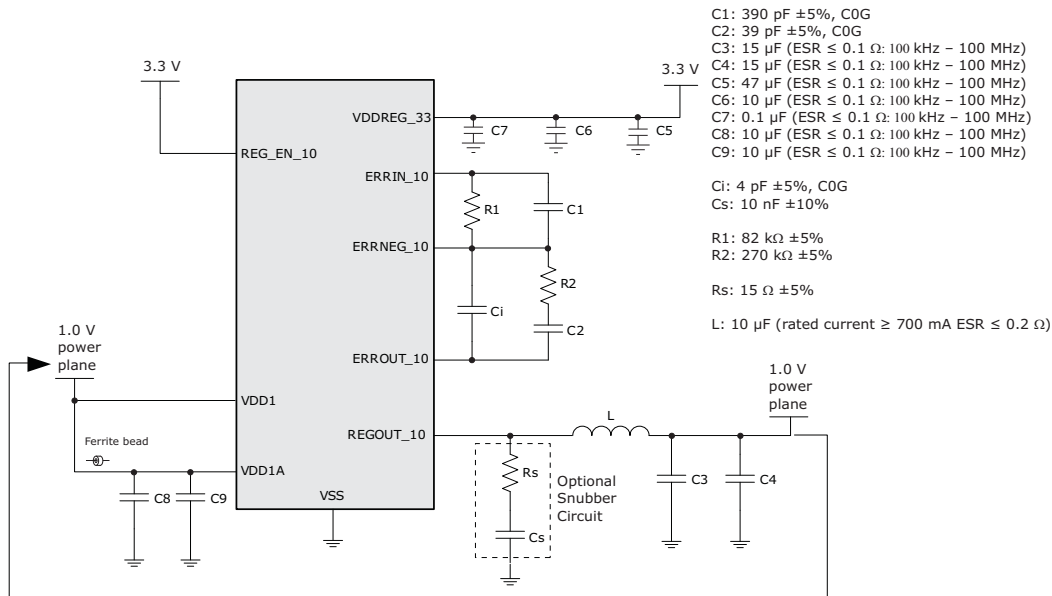 C1: 390 pF ±5%, C0G
C2: 39 pF ±5%, C0G
C3: 15 µF (ESR ≤ 0.1 Ω: 100 kHz – 100 MHz)
C4: 15 µF (ESR ≤ 0.1 Ω: 100 kHz – 100 MHz)
C5: 47 µF (ESR ≤ 0.1 Ω: 100 kHz – 100 MHz)
C6: 10 µF (ESR ≤ 0.1 Ω: 100 kHz – 100 MHz)
C7: 0.1 µF (ESR ≤ 0.1 Ω: 100 kHz – 100 MHz)
C8: 10 µF (ESR ≤ 0.1 Ω: 100 kHz – 100 MHz)
C9: 10 µF (ESR ≤ 0.1 Ω: 100 kHz – 100 MHz)
Ci: 4 pF ±5%, C0G
Cs: 10 nF ±10%
R1: 82 kΩ ±5%
R2: 270 kΩ ±5%
Rs: 15 Ω ±5%
L: 10 µF (rated current ≥ 700 mA ESR ≤ 0.2 Ω)
3.3 V
3.3 V
VDDREG_33
C7
C6
C5
REG_EN_10
ERRIN_10
R1
C1
ERRNEG_10
R2
Ci
C2
ERROUT_10
1.0 V
power
plane
1.0 V
power
plane
VDD1
L
REGOUT_10
Ferrite bead
VDD1A
C8
C9
VSS
Rs
Cs
Optional
Snubber
Circuit
C3
C4